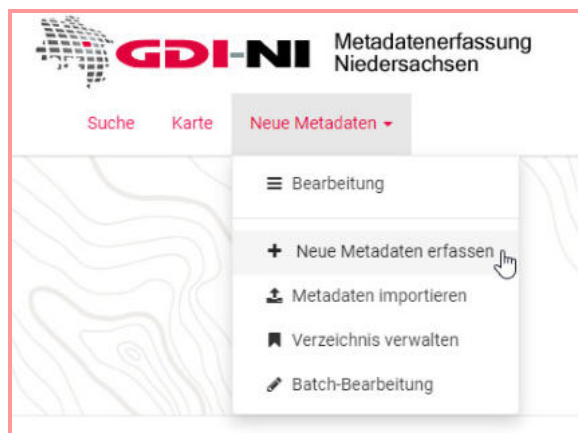 GDI-NI Metadatenerfassung
Niedersachsen
Suche Karte Neue Metadaten
Bearbeitung
Neue Metadaten erfassen
Metadaten importieren
Verzeichnis verwalten
Batch-Bearbeitung